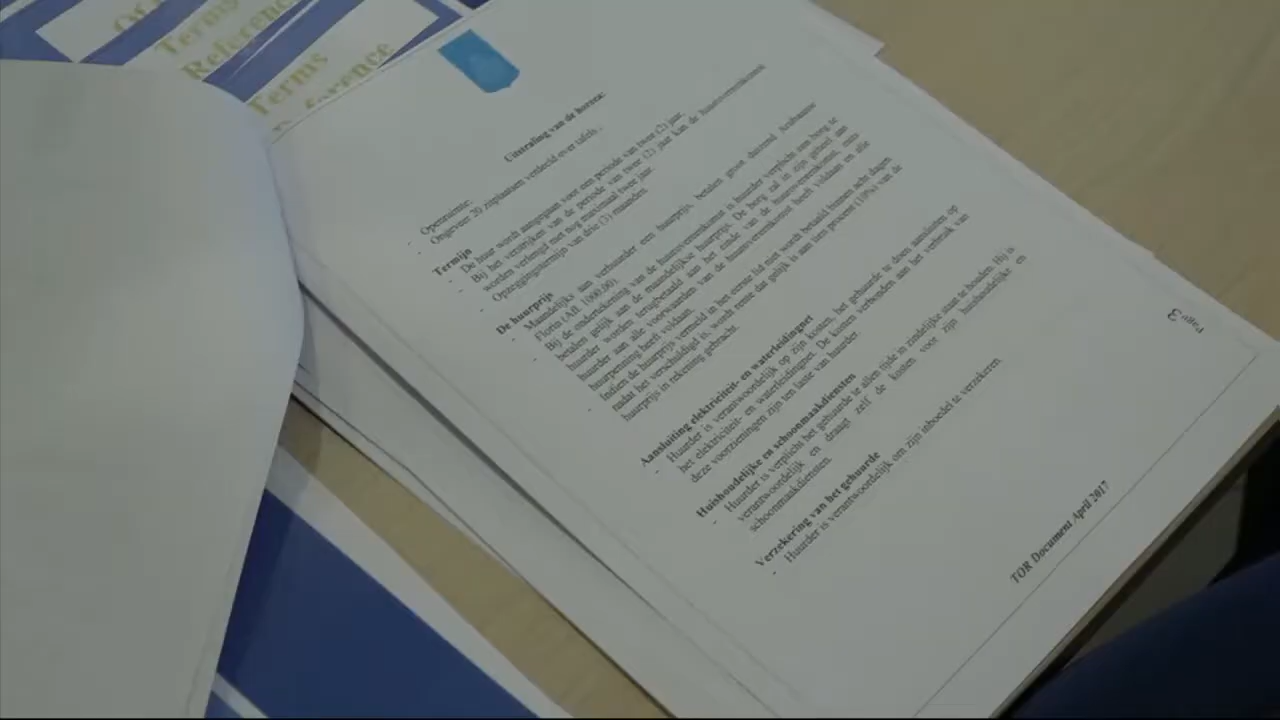 Terms
Reference
Terms
Uitstraling van de horeca:
Openruimte:
- Ongeveer 20 zitplaatsen verdeeld over tafels.
Termijn
- De huur wordt aangegaan voor een periode van twee (2) jaar.
- Bij het verstrijken van de periode van twee (2) jaar kan de huurovereenkomst
worden verlengd met nog maximaal twee jaar.
- Opzeggingstermijn van drie (3) maanden.
De huurprijs
- Maandelijks aan verhuurder een huurprijs, betalen groot duizend Arubaanse
Florin (Afl. 1000,00).
- Bij de ondertekening van de huurovereenkomst is huurder verplicht een borg te
betalen gelijk aan de maandelijkse huurprijs. De borg zal in zijn geheel aan
huurder worden terugbetaald aan het einde van de huurovereenkomst, mits
huurder aan alle voorwaarden van de huurovereenkomst heeft voldaan en alle
huurpenning heeft voldaan.
- Indien de huurprijs vermeld in het eerste lid niet wordt betaald binnen acht dagen
nadat het verschuldigd is, wordt rente dat gelijk is aan tien procent (10%) van de
huurprijs in rekening gebracht.
Aansluiting elektriciteit- en waterleidingnet
- Huurder is verantwoordelijk op zijn kosten, het gehuurde te doen aansluiten op
het elektriciteit- en waterleidingnet. De kosten verbonden aan het verbruik van
deze voorzieningen zijn ten laste van huurder.
Huishoudelijke en schoonmaakdiensten
- Huurder is verplicht het gehuurde te allen tijde in zindelijke staat te houden. Hij is
verantwoordelijk en draagt zelf de kosten voor zijn huishoudelijke en
schoonmaakdiensten.
Verzekering van het gehuurde
- Huurder is verantwoordelijk om zijn inboedel te verzekeren.
TOR Document April 2017
Page 3